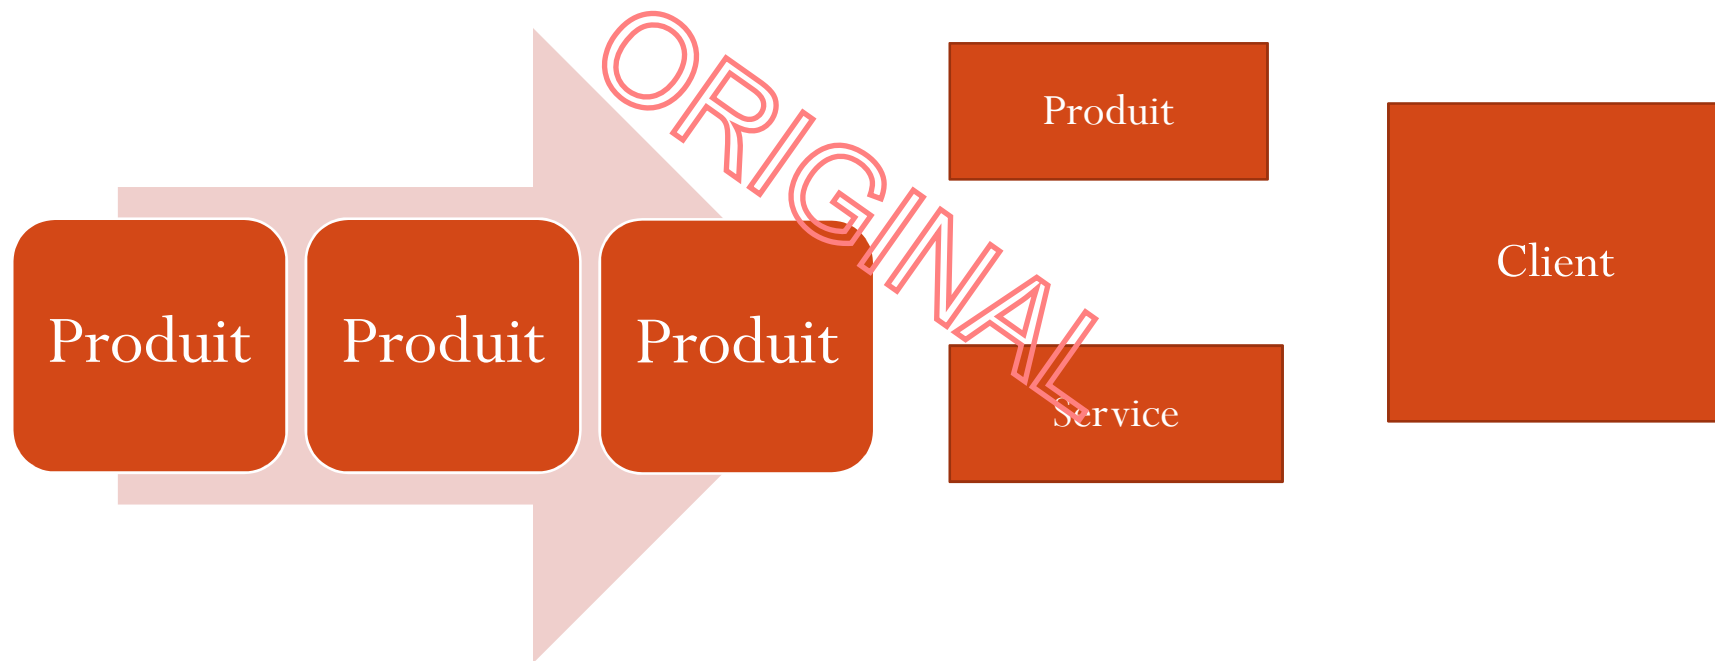 Produit
Produit
Produit
Produit
Service
Client
ORIGINAL